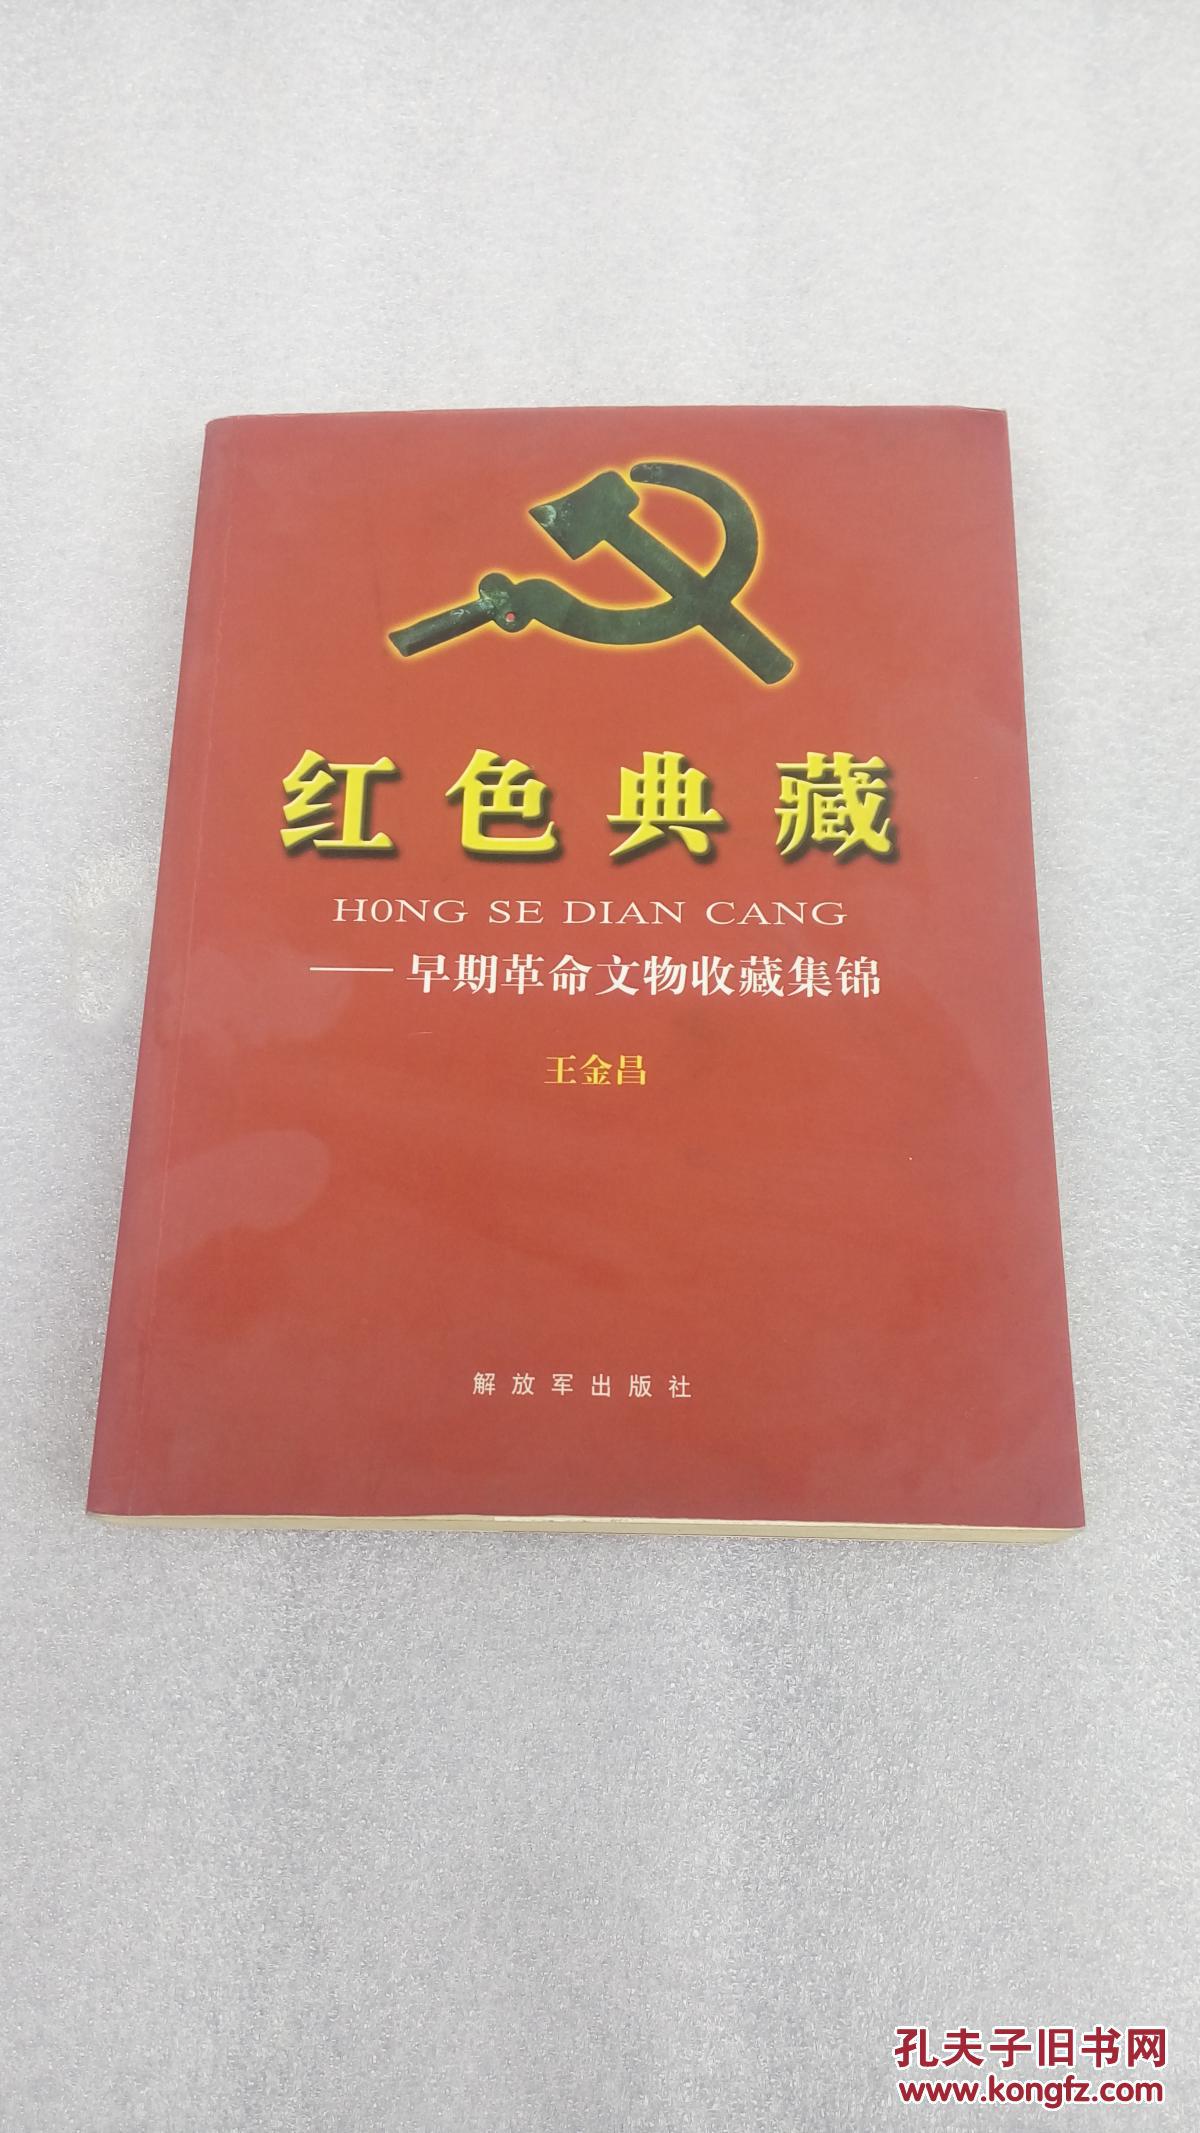 红色典藏
HONG SE DIAN CANG
——早期革命文物收藏集锦
王金昌
解放军出版社
孔夫子旧书网
www.kongfz.com